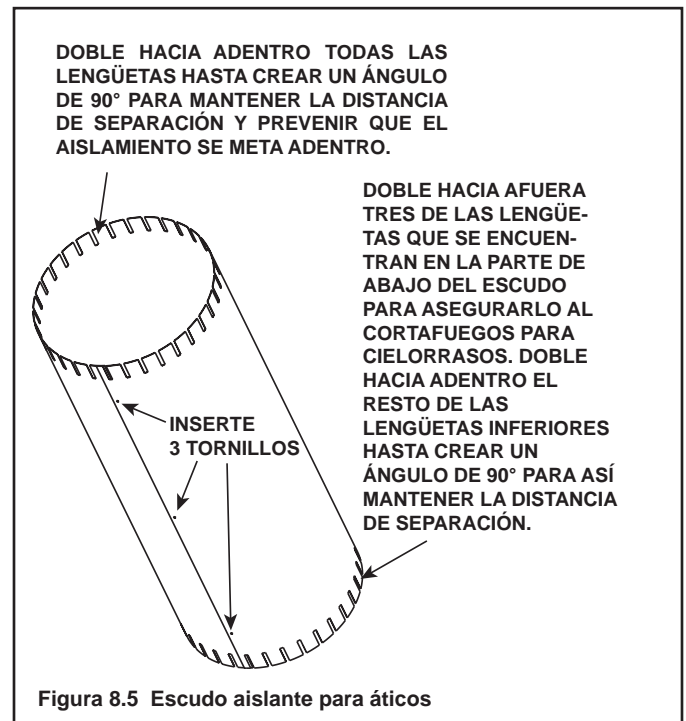 DOBLE HACIA ADENTRO TODAS LAS
LENGÜETAS HASTA CREAR UN ÁNGULO
DE 90° PARA MANTENER LA DISTANCIA
DE SEPARACIÓN Y PREVENIR QUE EL
AISLAMIENTO SE META ADENTRO.
DOBLE HACIA AFUERA
TRES DE LAS LENGÜE-
TAS QUE SE ENCUEN-
TRAN EN LA PARTE DE
ABAJO DEL ESCUDO
PARA ASEGURARLO AL
CORTAFUEGOS PARA
CIELORRASOS. DOBLE
HACIA ADENTRO EL
RESTO DE LAS
LENGÜETAS INFERIORES
HASTA CREAR UN
ÁNGULO DE 90° PARA ASÍ
MANTENER LA DISTANCIA
DE SEPARACIÓN.
INSERTE
3 TORNILLOS
Figura 8.5 Escudo aislante para áticos